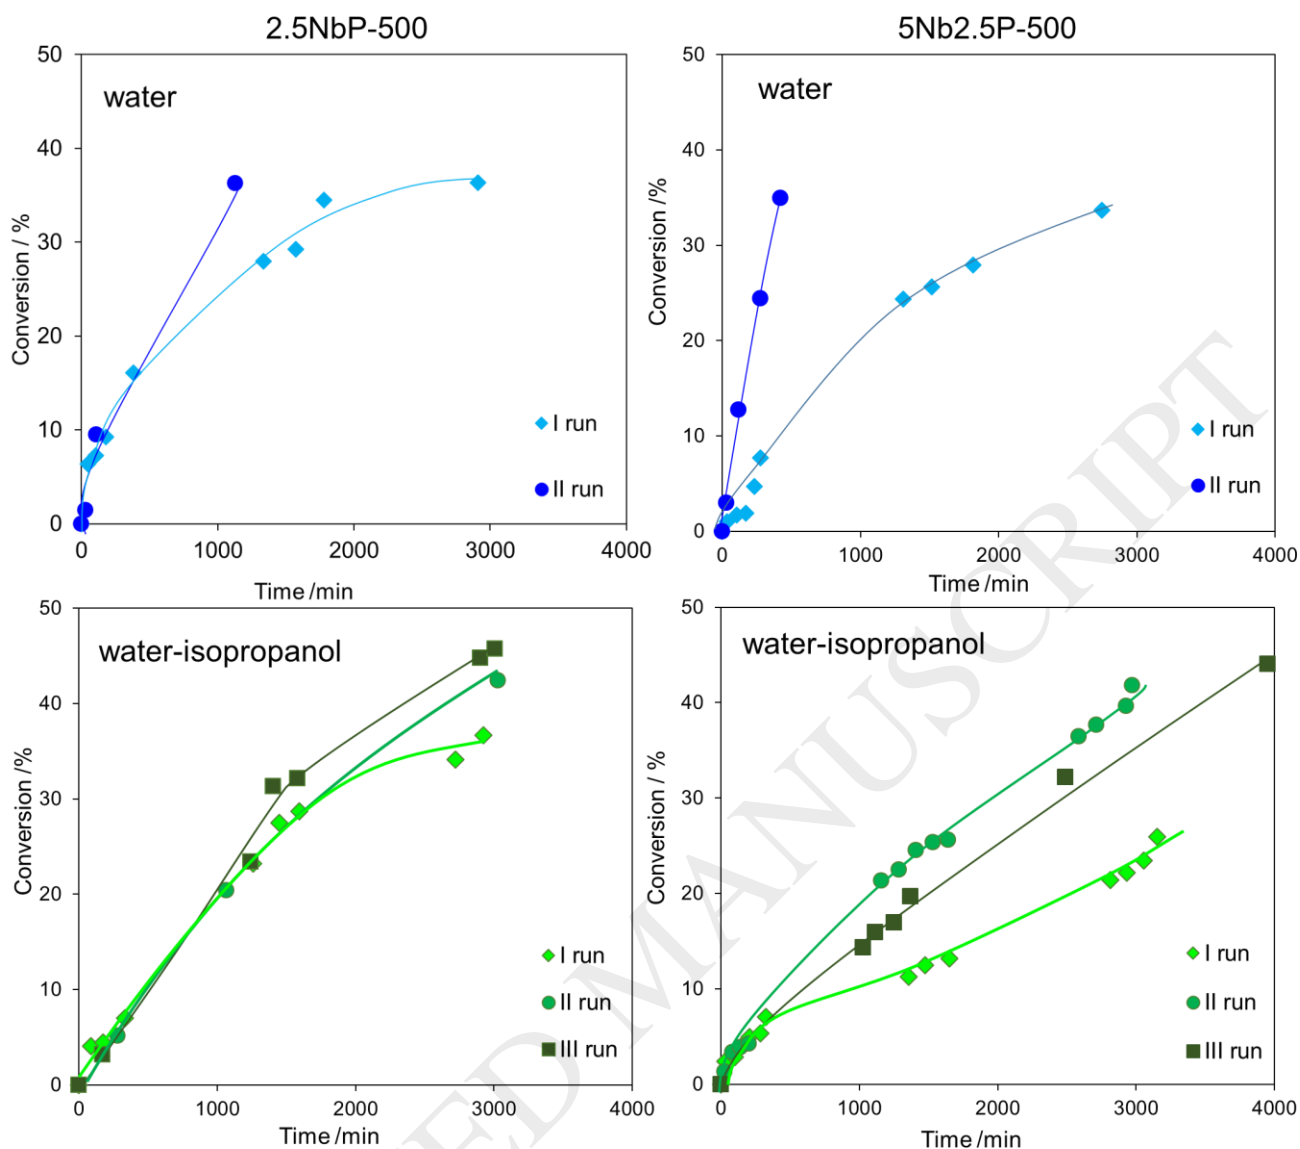 2.5NbP-500
5Nb2.5P-500
50
40
30
20
10
0
Conversion / %
water
I run
II run
0
1000
2000
3000
4000
Time /min
50
40
30
20
10
0
Conversion / %
water
I run
II run
0
1000
2000
3000
4000
Time /min
50
40
30
20
10
0
Conversion /%
water-isopropanol
I run
II run
III run
0
1000
2000
3000
4000
Time /min
50
40
30
20
10
0
Conversion / %
water-isopropanol
I run
II run
III run
0
1000
2000
3000
4000
Time /min
ED MANUSCRIPT